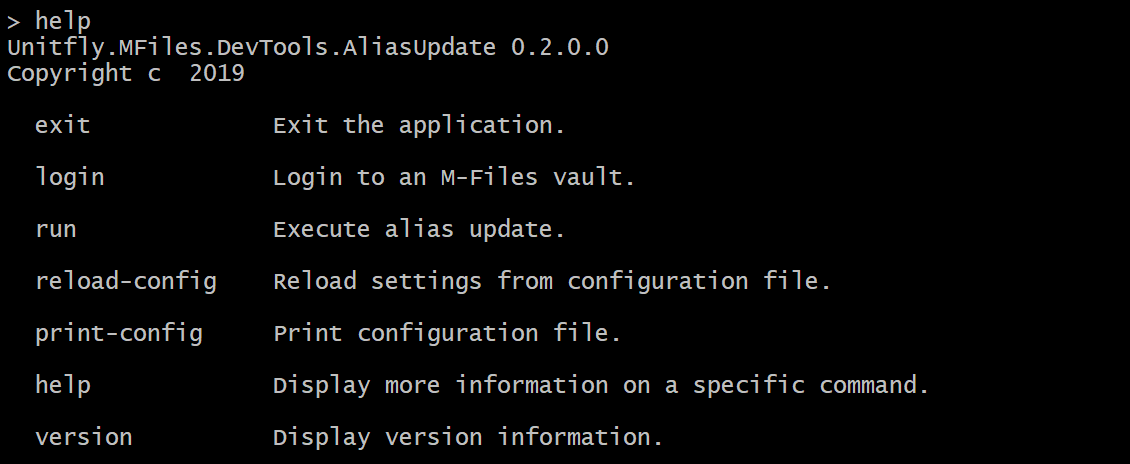 > help
Unitfly.MFiles.DevTools.AliasUpdate 0.2.0.0
Copyright c  2019
exit             Exit the application.
login            Login to an M-Files vault.
run              Execute alias update.
reload-config    Reload settings from configuration file.
print-config     Print configuration file.
help             Display more information on a specific command.
version          Display version information.